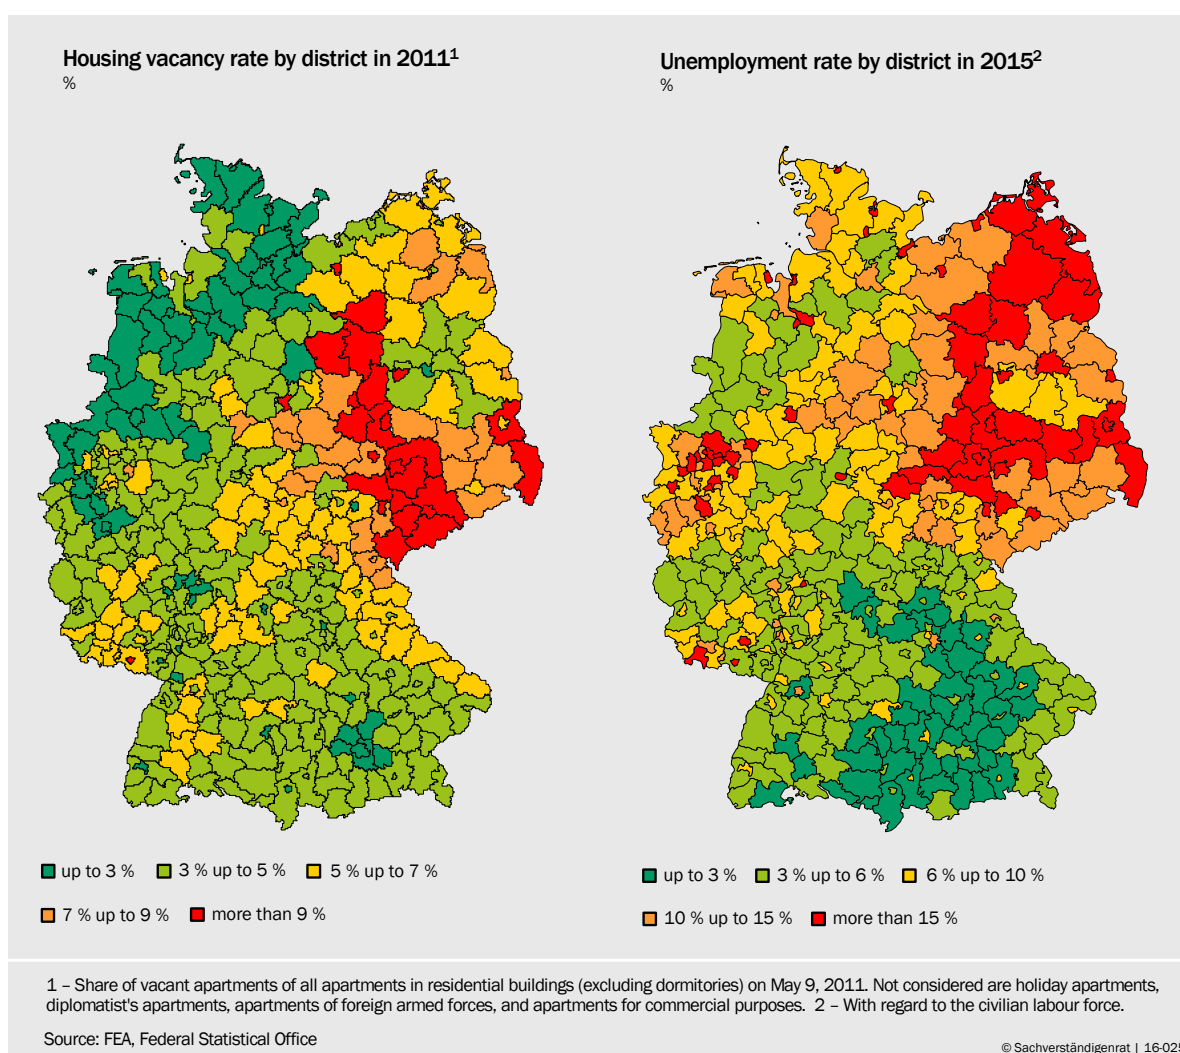 Housing vacancy rate by district in 2011¹
%
Unemployment rate by district in 2015²
%
up to 3 % 3 % up to 5 % 5 % up to 7 %
7 % up to 9 % more than 9 %
up to 3 % 3 % up to 6 % 6 % up to 10 %
10 % up to 15 % more than 15 %
1 – Share of vacant apartments of all apartments in residential buildings (excluding dormitories) on May 9, 2011. Not considered are holiday apartments,
diplomatist's apartments, apartments of foreign armed forces, and apartments for commercial purposes. 2 – With regard to the civilian labour force.
Source: FEA, Federal Statistical Office
© Sachverständigenrat | 16-025